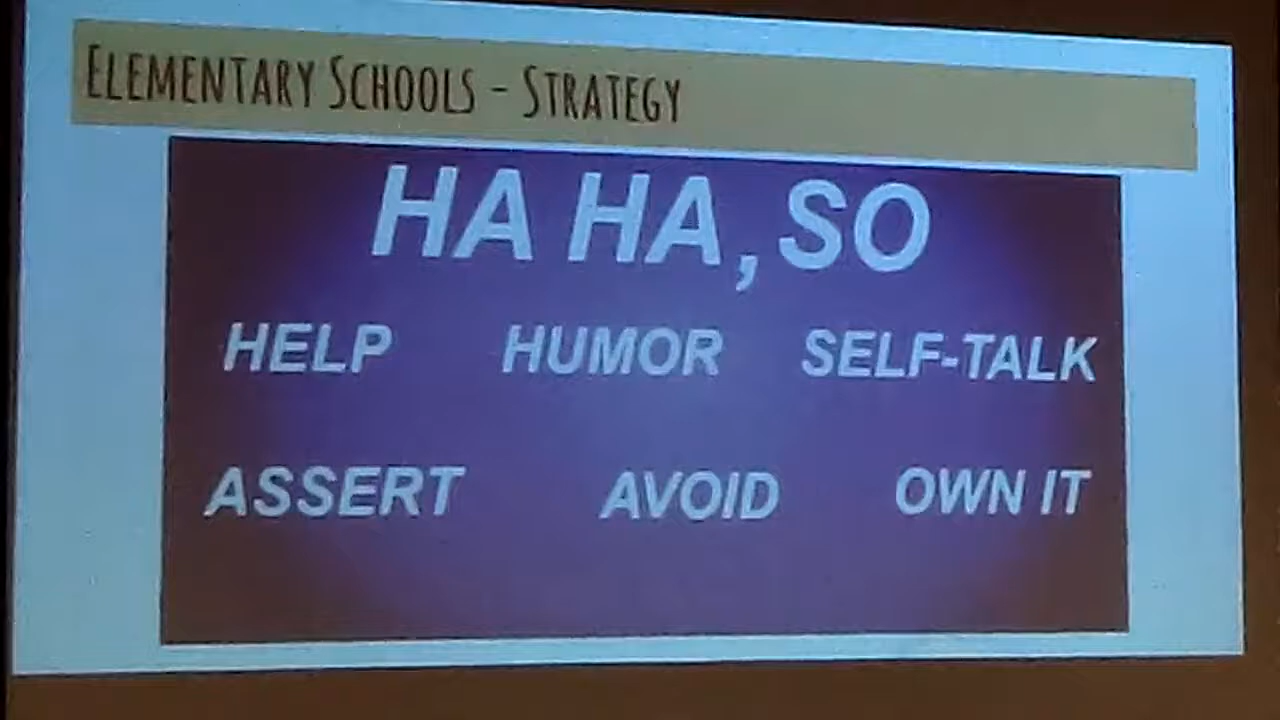 ELEMENTARY SCHOOLS - STRATEGY
HA HA, SO
HELP HUMOR SELF-TALK
ASSERT AVOID OWN IT